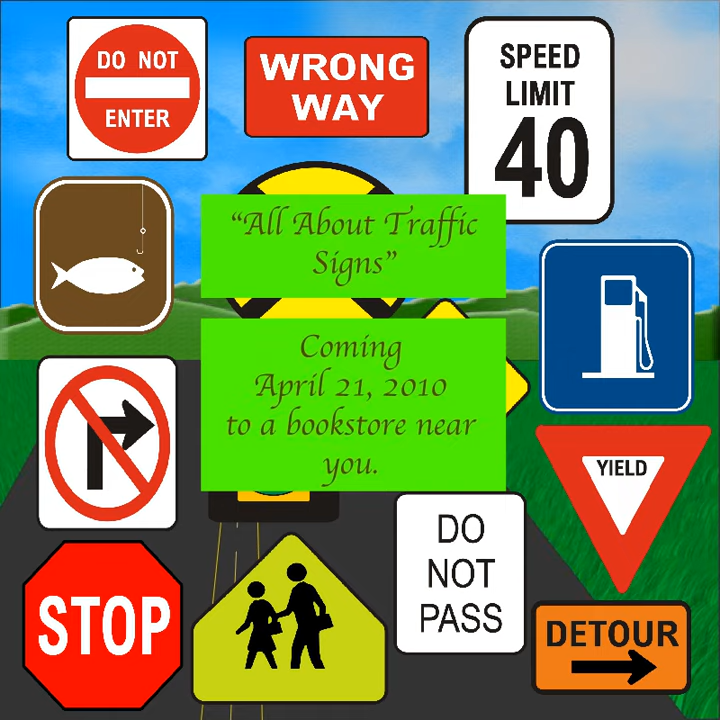 DO NOT
ENTER
WRONG
WAY
SPEED
LIMIT
40
“All About Traffic
Signs”
Coming
April 21, 2010
to a bookstore near
you.
YIELD
DO
NOT
PASS
STOP
DETOUR